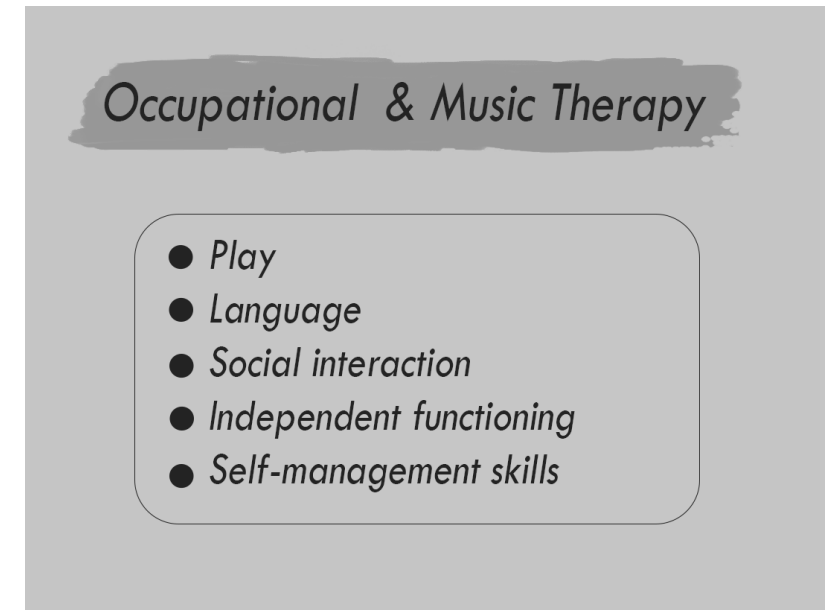 Occupational & Music Therapy
● Play
● Language
● Social interaction
● Independent functioning
● Self-management skills